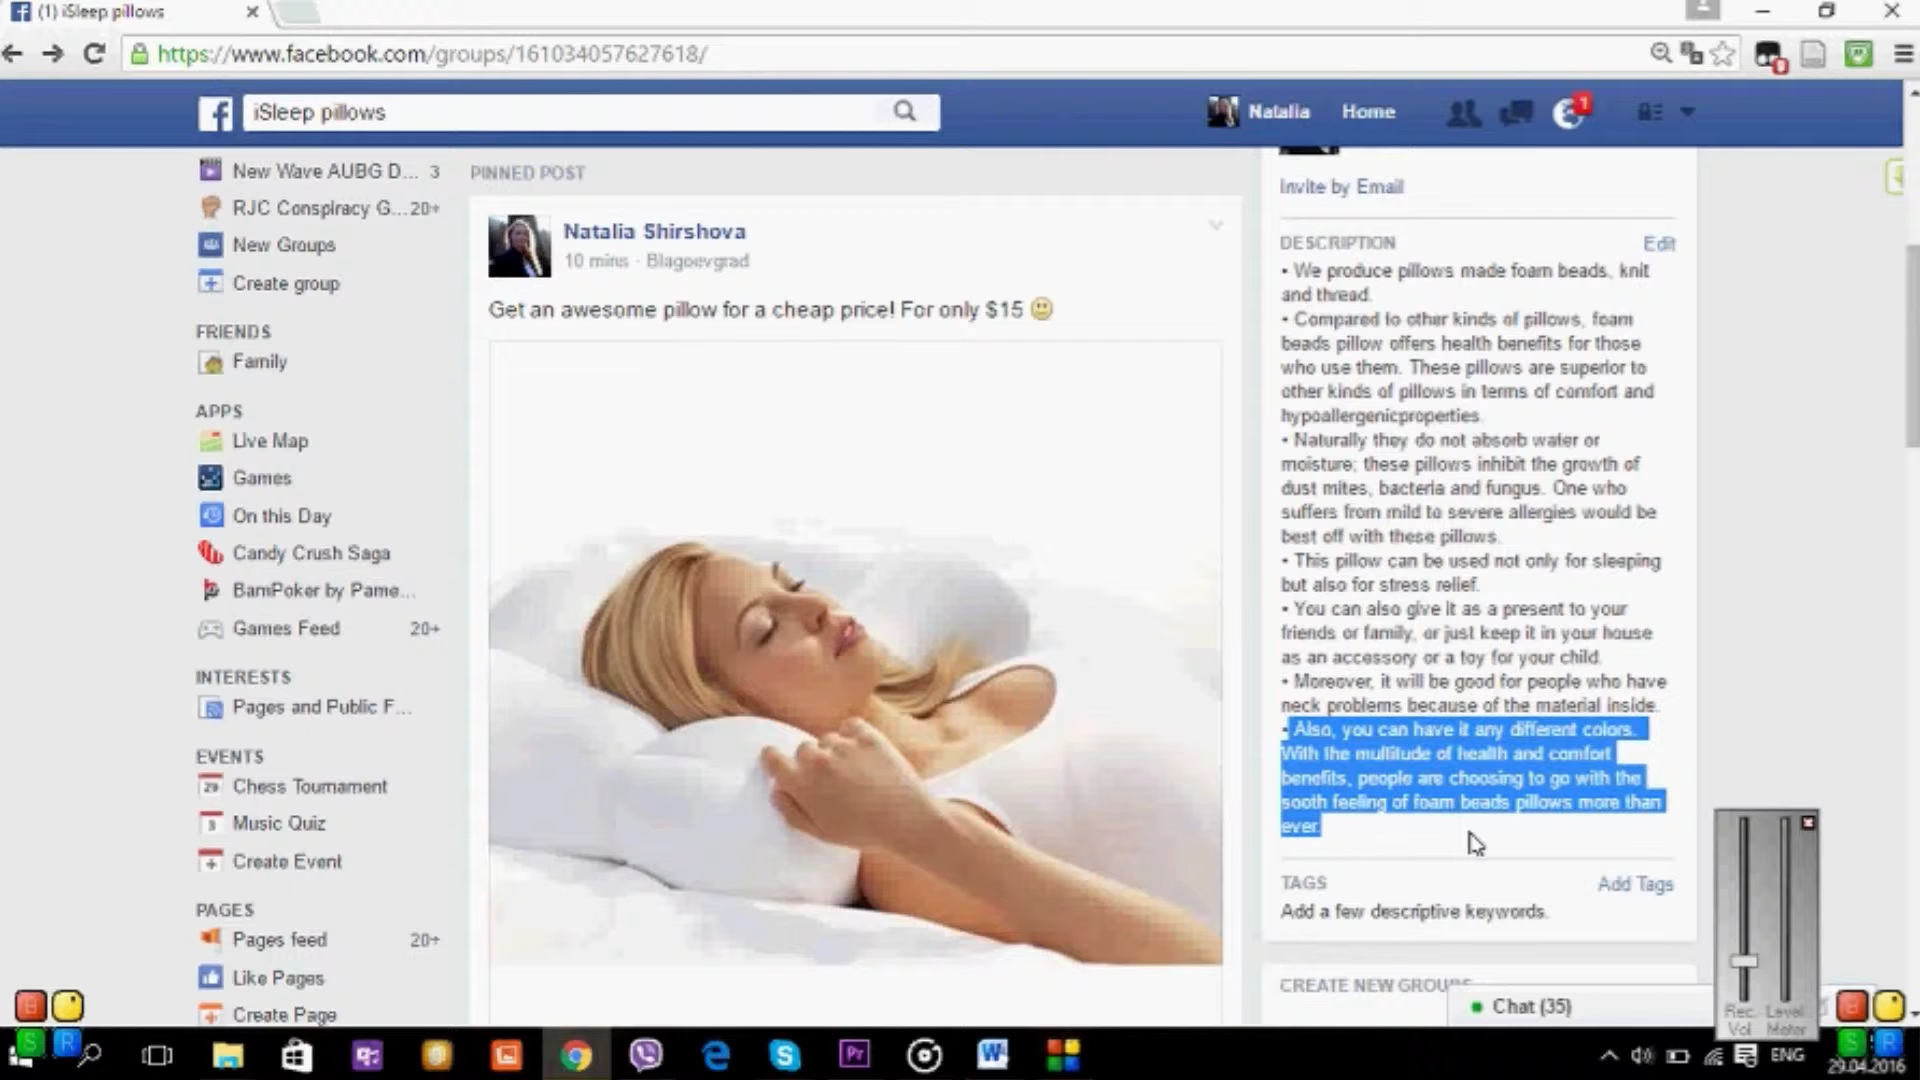 (1) iSleep pillows
https://www.facebook.com/groups/161034057627618/
iSleep pillows
Natalia
Home
1
New Wave AUBG D... 3
RJC Conspiracy G... 20+
New Groups
Create group
FRIENDS
Family
APPS
Live Map
Games
On this Day
Candy Crush Saga
BamPoker by Pame...
Games Feed 20+
INTERESTS
Pages and Public F...
EVENTS
29 Chess Tournament
3 Music Quiz
Create Event
PAGES
Pages feed 20+
Like Pages
Create Page
PINNED POST
Natalia Shirshova
10 mins · Blagoevgrad
Get an awesome pillow for a cheap price! For only $15
Invite by Email
DESCRIPTION Edit
• We produce pillows made foam beads, knit
and thread.
• Compared to other kinds of pillows, foam
beads pillow offers health benefits for those
who use them. These pillows are superior to
other kinds of pillows in terms of comfort and
hypoallergenicproperties.
• Naturally they do not absorb water or
moisture; these pillows inhibit the growth of
dust mites, bacteria and fungus. One who
suffers from mild to severe allergies would be
best off with these pillows.
• This pillow can be used not only for sleeping
but also for stress relief.
• You can also give it as a present to your
friends or family, or just keep it in your house
as an accessory or a toy for your child.
• Moreover, it will be good for people who have
neck problems because of the material inside.
• Also, you can have it any different colors.
With the multitude of health and comfort
benefits, people are choosing to go with the
sooth feeling of foam beads pillows more than
ever.
TAGS Add Tags
Add a few descriptive keywords.
CREATE NEW GROUPS
Chat (35)
Rec. Level
Vol Meter
B
S R
B
S R
Pr
W
ENG
29.04.2016